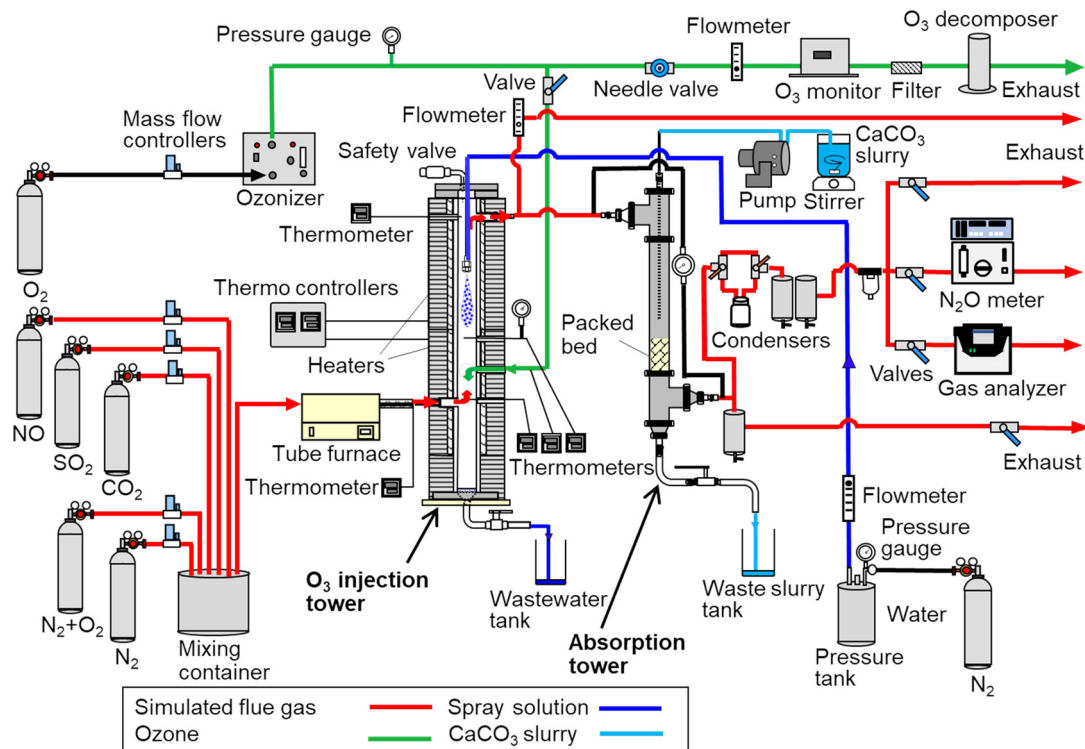 Pressure gauge
Flowmeter
O₃ decomposer
Valve
Needle valve
O₃ monitor
Filter
Exhaust
Mass flow
controllers
Flowmeter
CaCO₃
slurry
Exhaust
Safety valve
Ozonizer
Pump
Stirrer
Thermometer
O₂
Thermo controllers
N₂O meter
Packed
bed
Condensers
Heaters
Valves
Gas analyzer
NO
SO₂
CO₂
Tube furnace
Thermometers
Exhaust
Thermometer
Flowmeter
Pressure
gauge
O₃ injection
tower
Wastewater
tank
Waste slurry
tank
Water
N₂+O₂
N₂
Mixing
container
Absorption
tower
Pressure
tank
N₂
Simulated flue gas
Spray solution
Ozone
CaCO₃ slurry